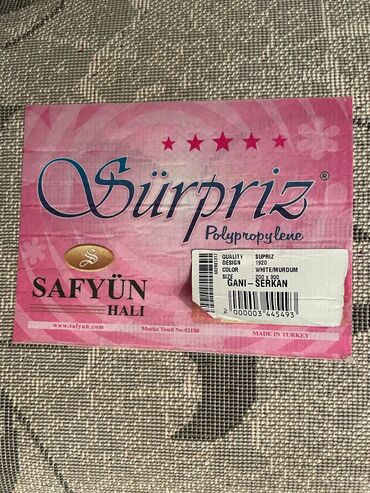 Sürpriz®
Polypropylene
QUALITY : SUPRIZ
DESIGN : 1920
COLOR : WHITE/MURDUM
SIZE : 200 x 300
GANI-SERKAN
2 000003 445493
S
SAFYÜN
HALI
www.safyun.com
Marka Tescil No:02188
MADE IN TURKEY